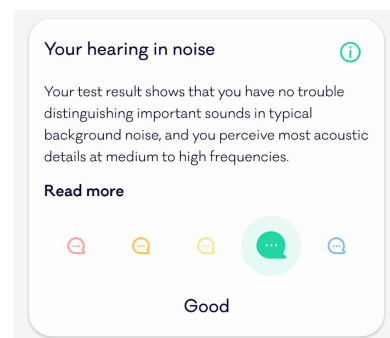 Your hearing in noise
Your test result shows that you have no trouble
distinguishing important sounds in typical
background noise, and you perceive most acoustic
details at medium to high frequencies.
Read more
Good